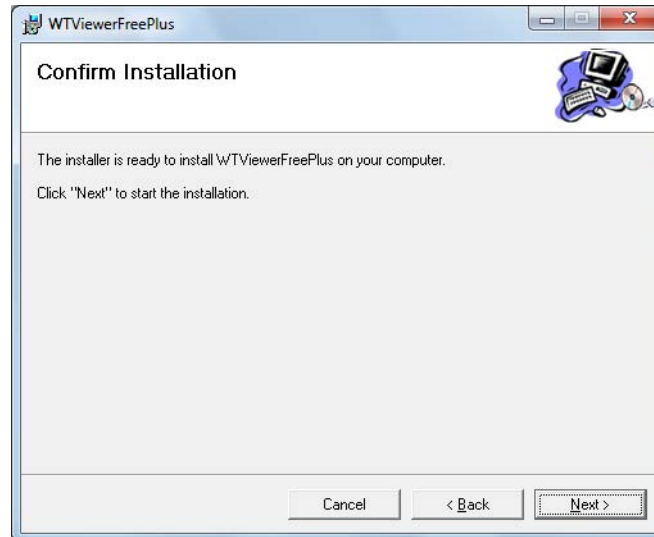 WTViewerFreePlus
Confirm Installation
The installer is ready to install WTViewerFreePlus on your computer.
Click "Next" to start the installation.
Cancel
< Back
Next >